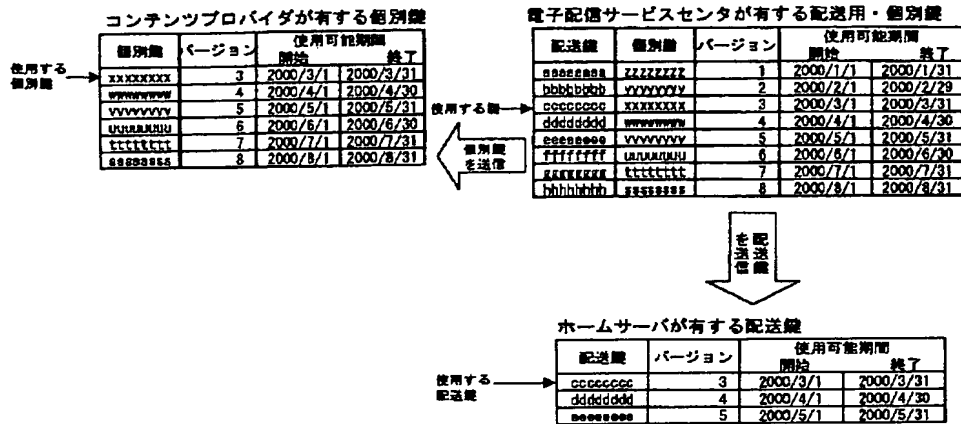 コンテンツプロバイダが有する個別鍵
個別鍵 バージョン 使用可能期間
開始 終了
使用する
個別鍵
xxxxxxxx 3 2000/3/1 2000/3/31
wwwwwwww 4 2000/4/1 2000/4/30
vvvvvvvv 5 2000/5/1 2000/5/31
uuuuuuuu 6 2000/6/1 2000/6/30
tttttttt 7 2000/7/1 2000/7/31
ssssssss 8 2000/8/1 2000/8/31
電子配信サービスセンタが有する配送用・個別鍵
配送鍵 個別鍵 バージョン 使用可能期間
開始 終了
使用する鍵
aaaaaaaa zzzzzzzz 1 2000/1/1 2000/1/31
bbbbbbbb yyyyyyyy 2 2000/2/1 2000/2/29
cccccccc xxxxxxxx 3 2000/3/1 2000/3/31
dddddddd wwwwwwww 4 2000/4/1 2000/4/30
eeeeeeee vvvvvvvv 5 2000/5/1 2000/5/31
ffffffff uuuuuuuu 6 2000/6/1 2000/6/30
gggggggg tttttttt 7 2000/7/1 2000/7/31
hhhhhhhh ssssssss 8 2000/8/1 2000/8/31
個別鍵
を送信
配送鍵
を送信
ホームサーバが有する配送鍵
配送鍵 バージョン 使用可能期間
開始 終了
使用する
配送鍵
cccccccc 3 2000/3/1 2000/3/31
dddddddd 4 2000/4/1 2000/4/30
eeeeeeee 5 2000/5/1 2000/5/31